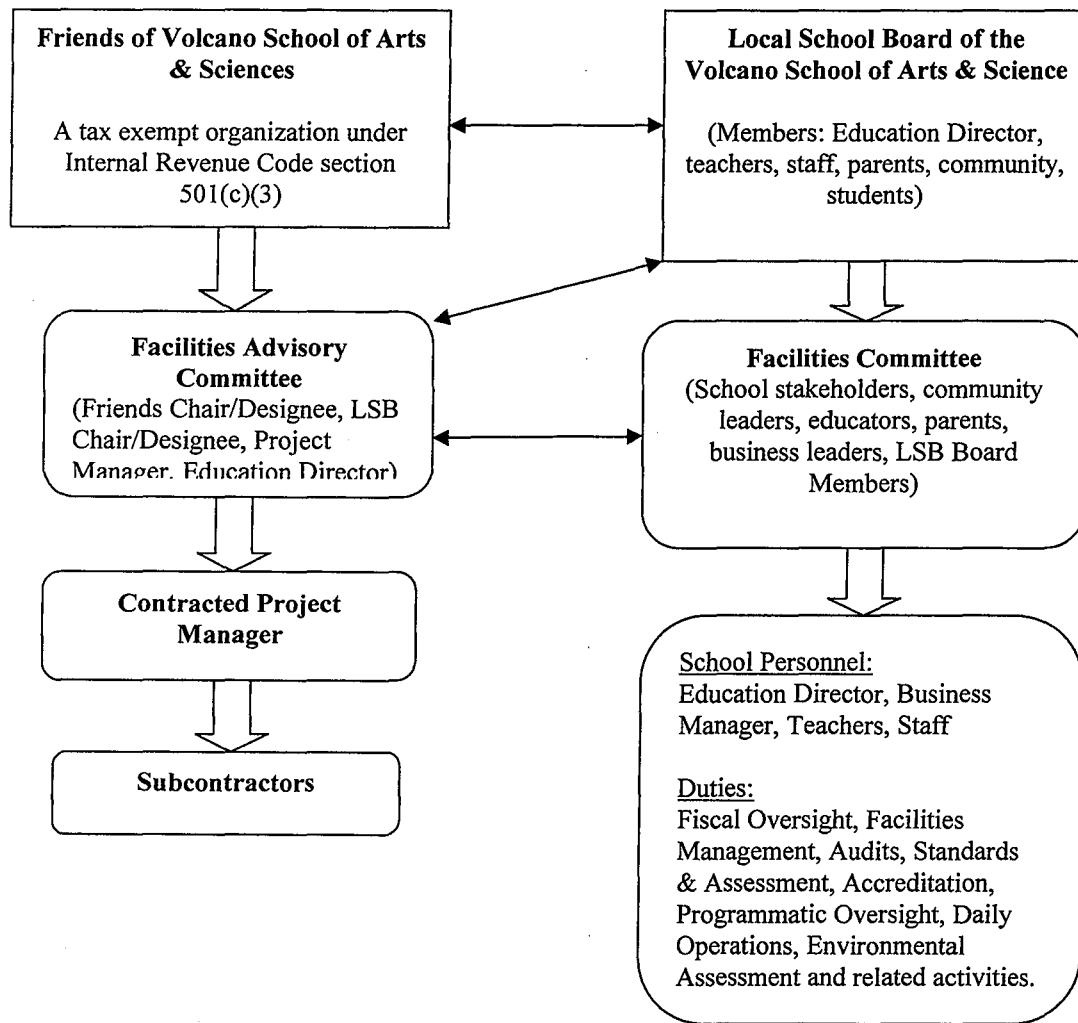 Friends of Volcano School of Arts
& Sciences
A tax exempt organization under
Internal Revenue Code section
501(c)(3)
Local School Board of the
Volcano School of Arts & Science
(Members: Education Director,
teachers, staff, parents, community,
students)
Facilities Advisory
Committee
(Friends Chair/Designee, LSB
Chair/Designee, Project
Manager, Education Director)
Facilities Committee
(School stakeholders, community
leaders, educators, parents,
business leaders, LSB Board
Members)
Contracted Project
Manager
Subcontractors
School Personnel:
Education Director, Business
Manager, Teachers, Staff
Duties:
Fiscal Oversight, Facilities
Management, Audits, Standards
& Assessment, Accreditation,
Programmatic Oversight, Daily
Operations, Environmental
Assessment and related activities.